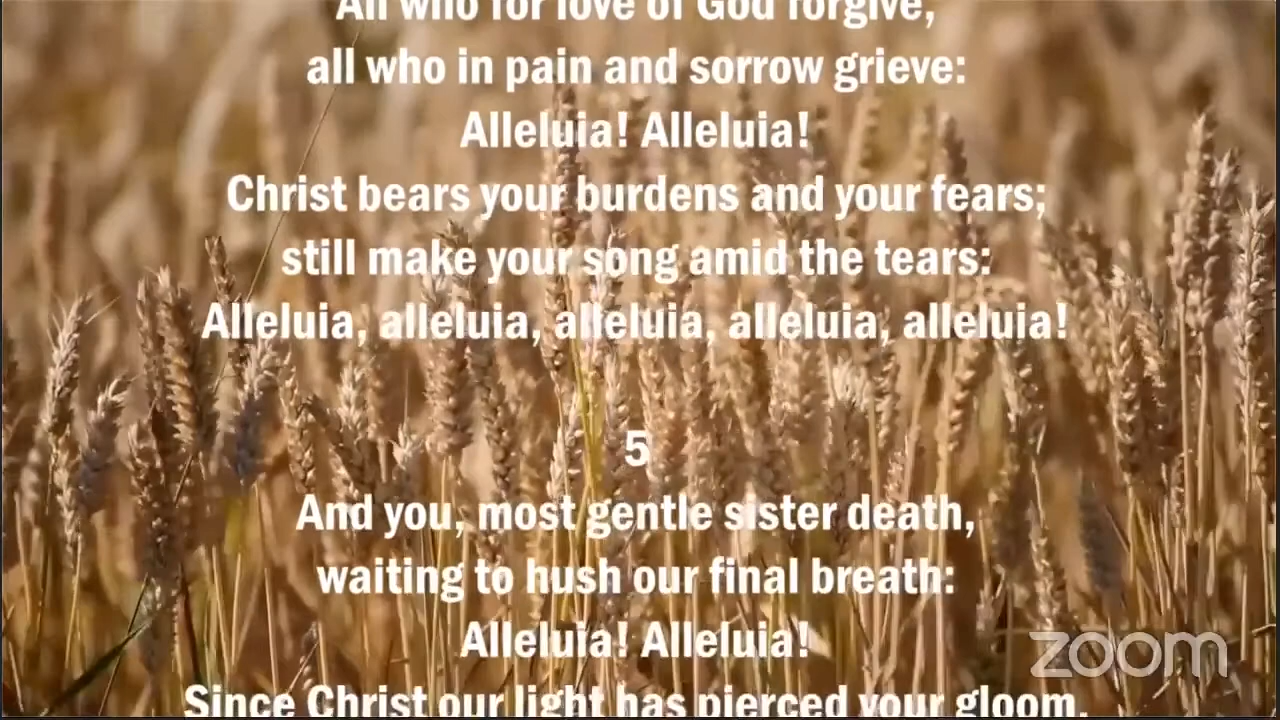 All who for love of God forgive,
all who in pain and sorrow grieve:
Alleluia! Alleluia!
Christ bears your burdens and your fears;
still make your song amid the tears:
Alleluia, alleluia, alleluia, alleluia, alleluia!
5
And you, most gentle sister death,
waiting to hush our final breath:
Alleluia! Alleluia!
Since Christ our light has pierced your gloom,
zoom